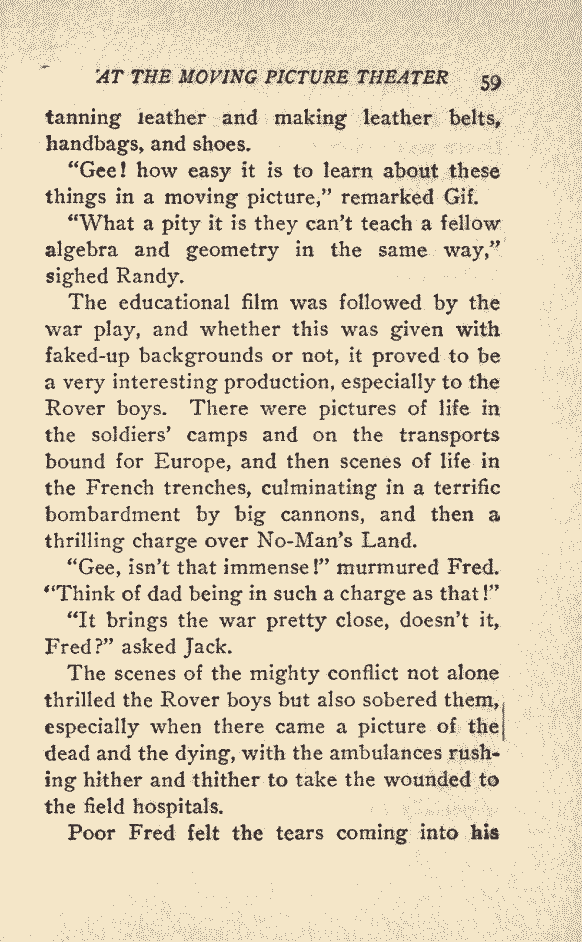 AT THE MOVING PICTURE THEATER 59
tanning leather and making leather belts,
handbags, and shoes.
“Gee! how easy it is to learn about these
things in a moving picture,” remarked Gif.
“What a pity it is they can’t teach a fellow
algebra and geometry in the same way,”
sighed Randy.
The educational film was followed by the
war play, and whether this was given with
faked-up backgrounds or not, it proved to be
a very interesting production, especially to the
Rover boys. There were pictures of life in
the soldiers’ camps and on the transports
bound for Europe, and then scenes of life in
the French trenches, culminating in a terrific
bombardment by big cannons, and then a
thrilling charge over No-Man’s Land.
“Gee, isn’t that immense!” murmured Fred.
“Think of dad being in such a charge as that!”
“It brings the war pretty close, doesn’t it,
Fred?” asked Jack.
The scenes of the mighty conflict not alone
thrilled the Rover boys but also sobered them,
especially when there came a picture of the
dead and the dying, with the ambulances rush-
ing hither and thither to take the wounded to
the field hospitals.
Poor Fred felt the tears coming into his